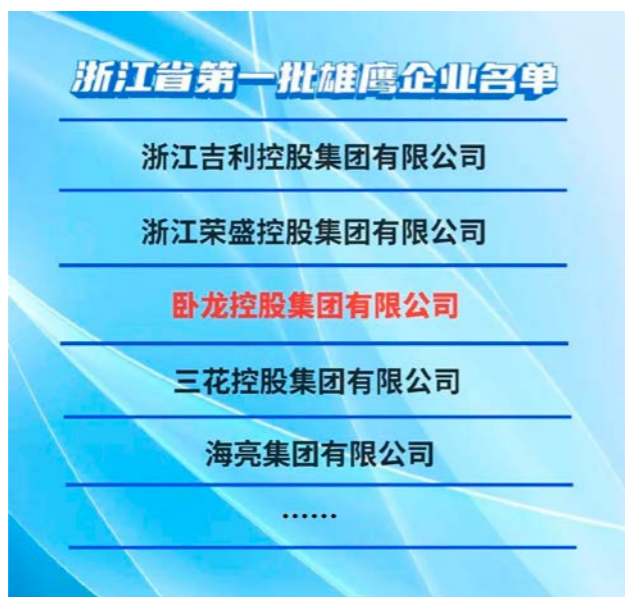 浙江省第一批雄鹰企业名单
浙江吉利控股集团有限公司
浙江荣盛控股集团有限公司
卧龙控股集团有限公司
三花控股集团有限公司
海亮集团有限公司
……